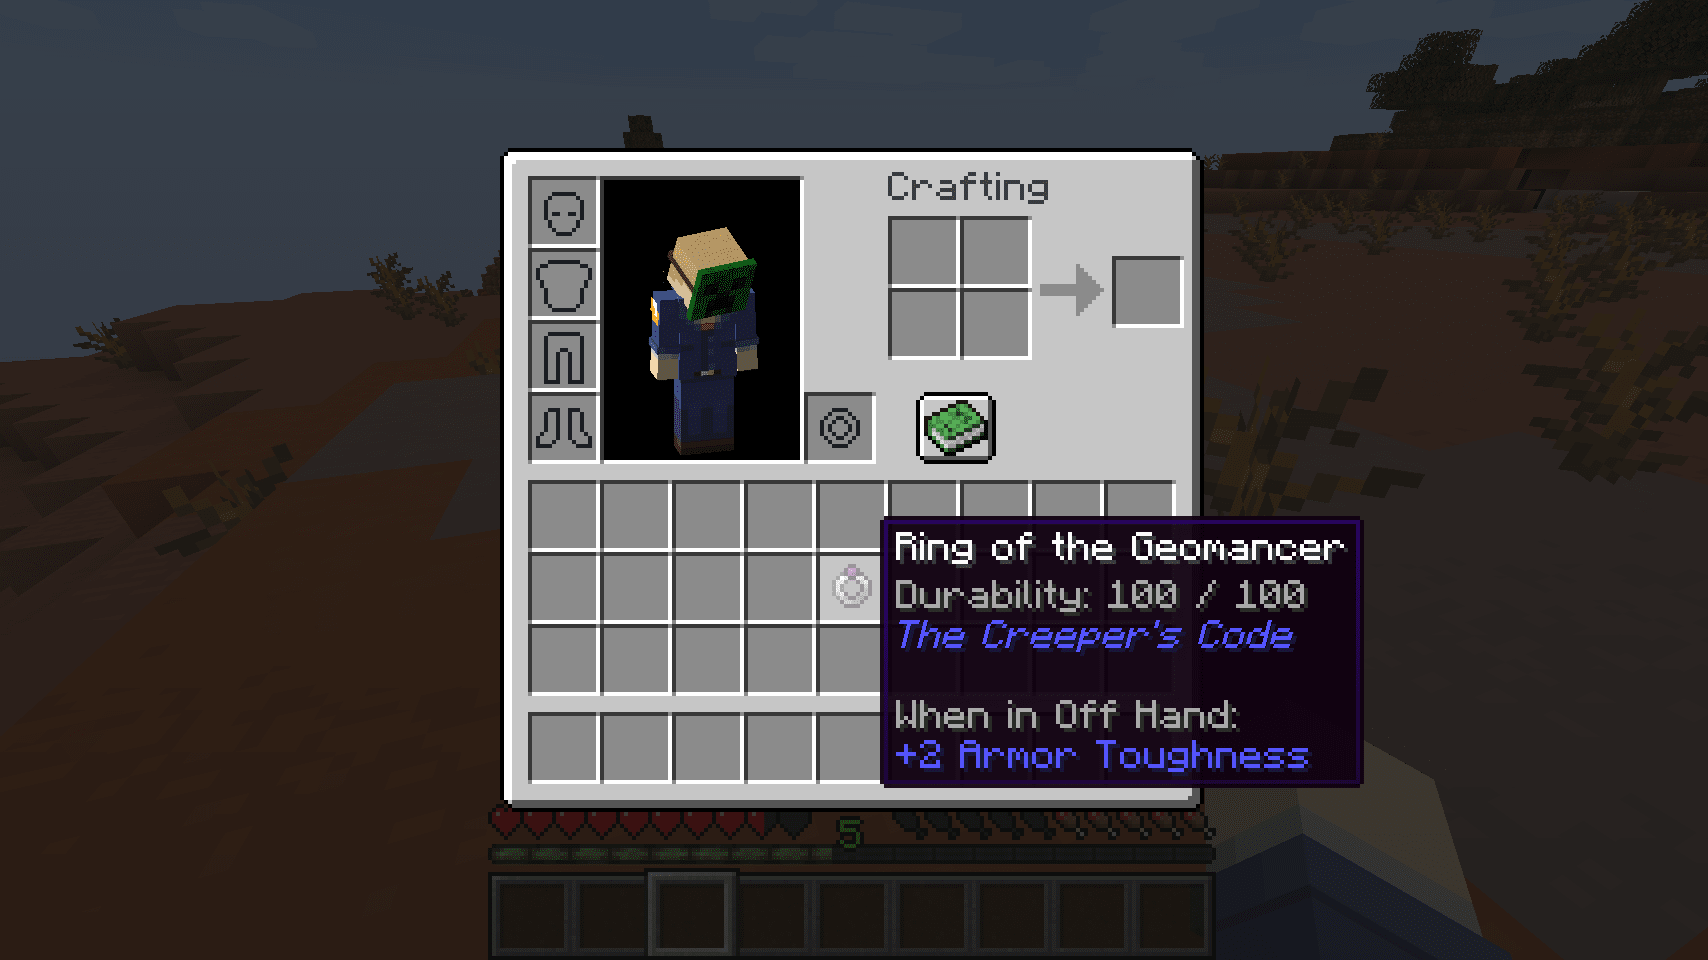 Crafting
Ring of the Geomancer
Durability: 100 / 100
The Creeper's Code
When in Off Hand:
+2 Armor Toughness
5